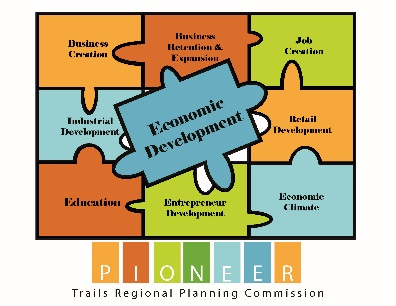 Business
Creation
Business
Retention &
Expansion
Job
Creation
Industrial
Development
Economic
Development
Retail
Development
Education
Entrepreneur
Development
Economic
Climate
PIONEER
Trails Regional Planning Commission